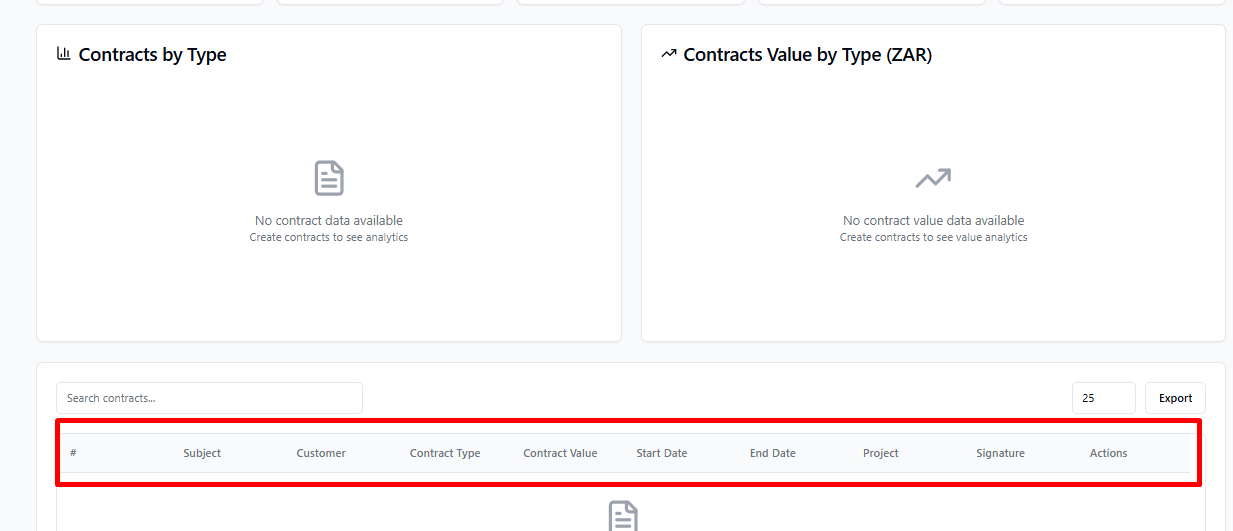 Contracts by Type
Contracts Value by Type (ZAR)
No contract data available
Create contracts to see analytics
No contract value data available
Create contracts to see value analytics
Search contracts...
25
Export
# Subject Customer Contract Type Contract Value Start Date End Date Project Signature Actions